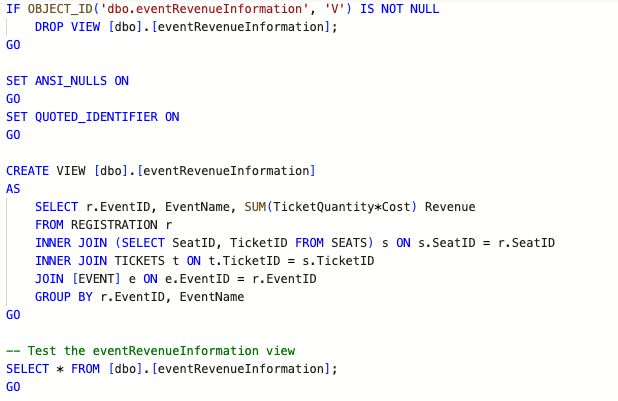 IF OBJECT_ID('dbo.eventRevenueInformation', 'V') IS NOT NULL
    DROP VIEW [dbo].[eventRevenueInformation];
GO

SET ANSI_NULLS ON
GO
SET QUOTED_IDENTIFIER ON
GO

CREATE VIEW [dbo].[eventRevenueInformation]
AS
    SELECT r.EventID, EventName, SUM(TicketQuantity*Cost) Revenue
    FROM REGISTRATION r
    INNER JOIN (SELECT SeatID, TicketID FROM SEATS) s ON s.SeatID = r.SeatID
    INNER JOIN TICKETS t ON t.TicketID = s.TicketID
    JOIN [EVENT] e ON e.EventID = r.EventID
    GROUP BY r.EventID, EventName
GO

-- Test the eventRevenueInformation view
SELECT * FROM [dbo].[eventRevenueInformation];
GO